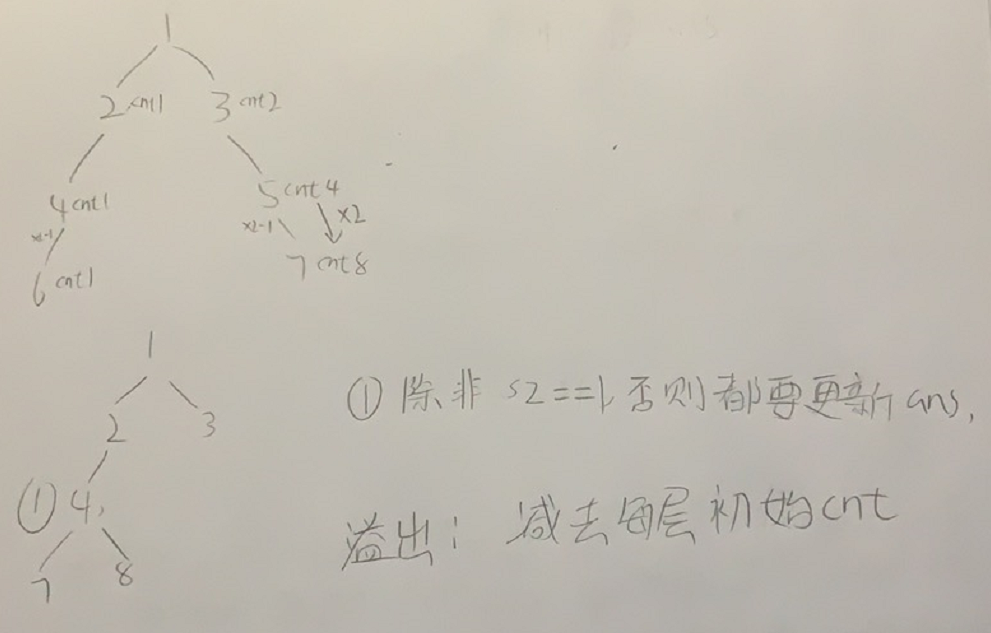 1
2 cnt1 3 cnt2
4 cnt1 5 cnt4
x2-1 x2-1 x2
6 cnt1 7 cnt8
1
2 3
① 除非 sz==1, 否则都要更新 ans,
① 4,
溢出: 减去每层初始cnt
7 8